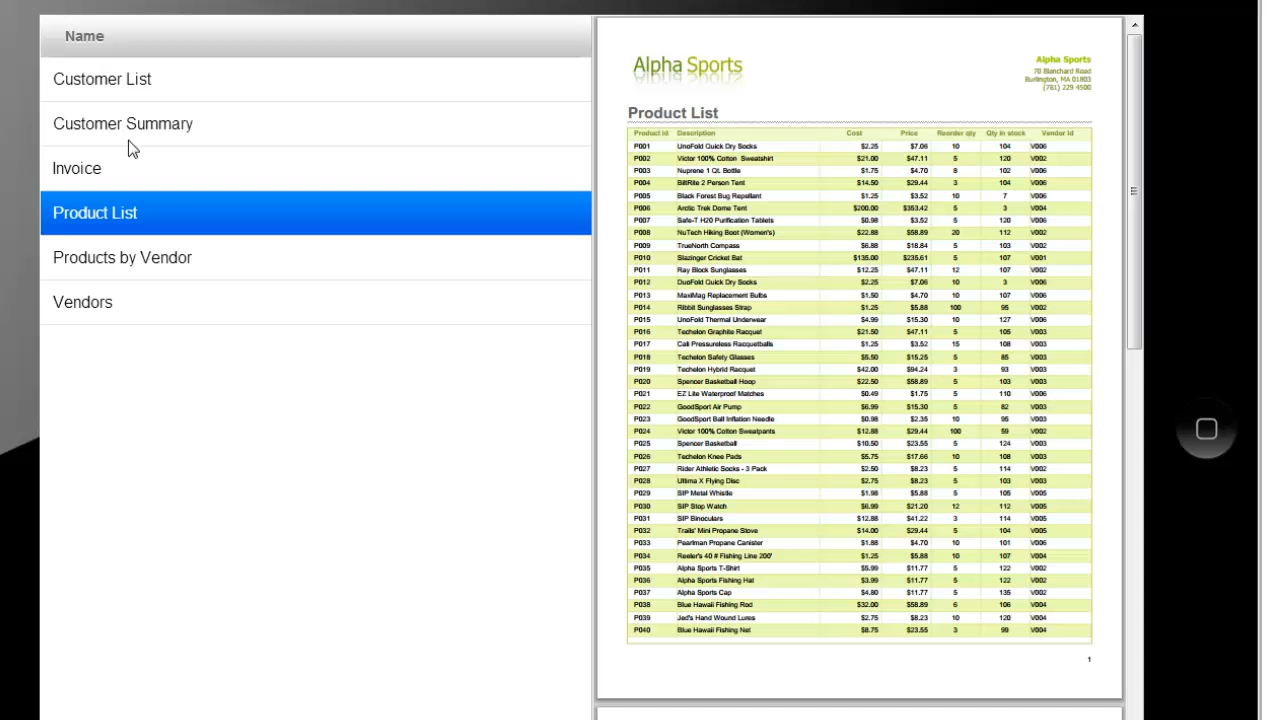 Name
Customer List
Customer Summary
Invoice
Product List
Products by Vendor
Vendors
Alpha Sports
Alpha Sports
70 Blanchard Road
Burlington, MA 01803
(781) 229 4500
Product List
Product Id Description Cost Price Reorder qty Qty in stock Vendor Id
P001 UnoFold Quick Dry Socks $2.25 $7.06 10 104 V006
P002 Victor 100% Cotton Sweatshirt $21.00 $47.11 5 120 V002
P003 Nuprene 1 Qt. Bottle $1.75 $4.70 8 102 V006
P004 BiltRite 2 Person Tent $14.50 $29.44 3 104 V006
P005 Black Forest Bug Repellant $1.25 $3.52 10 7 V006
P006 Arctic Trek Dome Tent $200.00 $353.42 5 3 V004
P007 Safe-T H20 Purification Tablets $0.98 $3.52 5 120 V006
P008 NuTech Hiking Boot (Women's) $22.88 $58.89 20 112 V002
P009 TrueNorth Compass $6.88 $18.84 5 103 V002
P010 Slazinger Cricket Bat $135.00 $235.61 5 107 V001
P011 Ray Block Sunglasses $12.25 $47.11 12 107 V002
P012 DuoFold Quick Dry Socks $2.25 $7.06 10 3 V006
P013 MaxiMag Replacement Bulbs $1.50 $4.70 10 107 V006
P014 Ribbit Sunglasses Strap $1.25 $5.88 100 95 V002
P015 UnoFold Thermal Underwear $4.99 $15.30 10 127 V006
P016 Techelon Graphite Racquet $21.50 $47.11 5 105 V003
P017 Cali Pressureless Racquetballs $1.25 $3.52 15 108 V003
P018 Techelon Safety Glasses $5.50 $15.25 5 85 V003
P019 Techelon Hybrid Racquet $42.00 $94.24 3 93 V003
P020 Spencer Basketball Hoop $22.50 $58.89 5 103 V003
P021 EZ Lite Waterproof Matches $0.49 $1.75 5 110 V006
P022 GoodSport Air Pump $6.99 $15.30 5 82 V003
P023 GoodSport Ball Inflation Needle $0.98 $2.35 10 95 V003
P024 Victor 100% Cotton Sweatpants $12.88 $29.44 100 59 V002
P025 Spencer Basketball $10.50 $23.55 5 124 V003
P026 Techelon Knee Pads $5.75 $17.66 10 108 V003
P027 Rider Athletic Socks - 3 Pack $2.50 $8.23 5 114 V002
P028 Ultima X Flying Disc $2.75 $8.23 5 103 V003
P029 SIP Metal Whistle $1.98 $5.88 5 105 V005
P030 SIP Stop Watch $6.99 $21.20 12 112 V005
P031 SIP Binoculars $12.88 $41.22 3 114 V005
P032 Trails' Mini Propane Stove $14.00 $29.44 5 104 V005
P033 Pearlman Propane Canister $1.88 $4.70 10 101 V006
P034 Reeler's 40 # Fishing Line 200' $1.25 $5.88 10 107 V004
P035 Alpha Sports T-Shirt $5.99 $11.77 5 122 V002
P036 Alpha Sports Fishing Hat $3.99 $11.77 5 122 V002
P037 Alpha Sports Cap $4.80 $11.77 5 135 V002
P038 Blue Hawaii Fishing Rod $32.00 $58.89 6 106 V004
P039 Jed's Hand Wound Lures $2.75 $8.23 10 120 V004
P040 Blue Hawaii Fishing Net $8.75 $23.55 3 99 V004
1